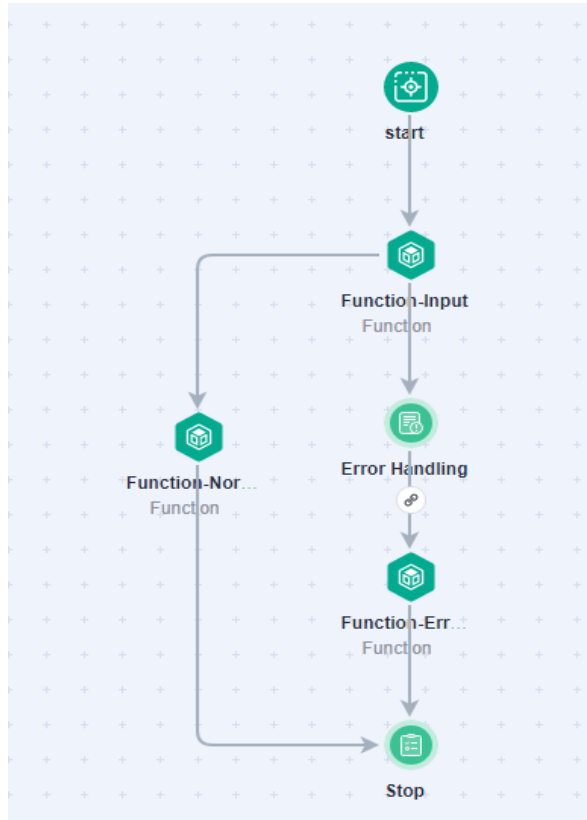 start
Function-Input
Function
Error Handling
Function-Nor...
Function
Function-Err...
Function
Stop